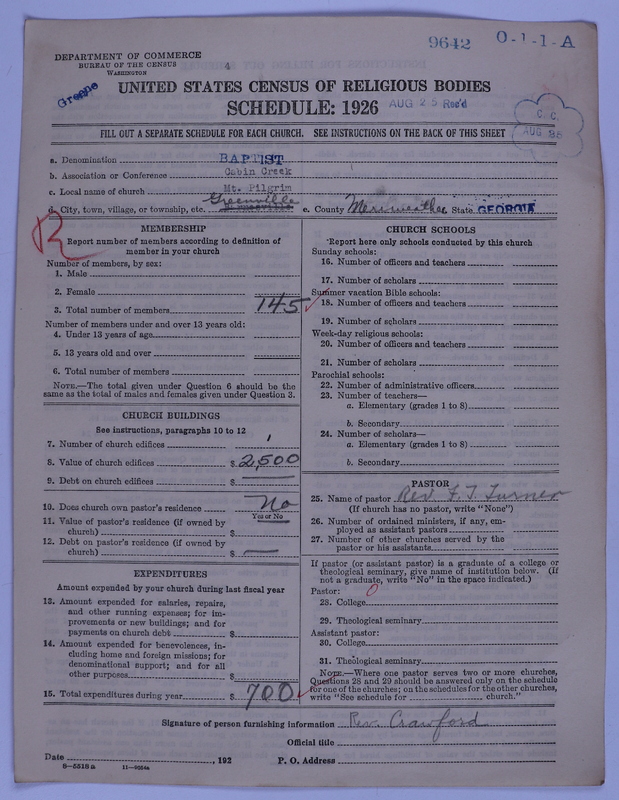 9642 O-1-1-A
DEPARTMENT OF COMMERCE
BUREAU OF THE CENSUS
WASHINGTON
4
Greene
UNITED STATES CENSUS OF RELIGIOUS BODIES
SCHEDULE: 1926
AUG 25 Rec'd
C. C.
AUG 25
FILL OUT A SEPARATE SCHEDULE FOR EACH CHURCH. SEE INSTRUCTIONS ON THE BACK OF THIS SHEET
a. Denomination BAPTIST
b. Association or Conference Cabin Creek
c. Local name of church Mt. Pilgrim
d. City, town, village, or township, etc. Greenville e. County Meriwether State GEORGIA
R
MEMBERSHIP
Report number of members according to definition of
member in your church
Number of members, by sex:
1. Male
2. Female
3. Total number of members 145
Number of members under and over 13 years old:
4. Under 13 years of age
5. 13 years old and over
6. Total number of members
NOTE.—The total given under Question 6 should be the
same as the total of males and females given under Question 3.
CHURCH BUILDINGS
See instructions, paragraphs 10 to 12
7. Number of church edifices 1
8. Value of church edifices $ 2,500
9. Debt on church edifices $
10. Does church own pastor's residence No
Yes or No
11. Value of pastor's residence (if owned by
church) $
12. Debt on pastor's residence (if owned by
church) $ —
EXPENDITURES
Amount expended by your church during last fiscal year
13. Amount expended for salaries, repairs,
and other running expenses; for im-
provements or new buildings; and for
payments on church debt $
14. Amount expended for benevolences, in-
cluding home and foreign missions; for
denominational support; and for all
other purposes $
15. Total expenditures during year $ 700
CHURCH SCHOOLS
Report here only schools conducted by this church
Sunday schools:
16. Number of officers and teachers
17. Number of scholars
Summer vacation Bible schools:
18. Number of officers and teachers
19. Number of scholars
Week-day religious schools:
20. Number of officers and teachers
21. Number of scholars
Parochial schools:
22. Number of administrative officers
23. Number of teachers—
a. Elementary (grades 1 to 8)
b. Secondary
24. Number of scholars—
a. Elementary (grades 1 to 8)
b. Secondary
PASTOR
25. Name of pastor Rev. F. T. Turner
(If church has no pastor, write "None")
26. Number of ordained ministers, if any, em-
ployed as assistant pastors
27. Number of other churches served by the
pastor or his assistants
If pastor (or assistant pastor) is a graduate of a college or
theological seminary, give name of institution below. (If
not a graduate, write "No" in the space indicated.)
Pastor: 0
28. College
29. Theological seminary
Assistant pastor:
30. College
31. Theological seminary
NOTE.—Where one pastor serves two or more churches,
Questions 28 and 29 should be answered only on the schedule
for one of the churches; on the schedules for the other churches,
write "See schedule for church."
Signature of person furnishing information Rev. Crawford
Official title
Date , 192 P. O. Address
8-5518a 11-9054a